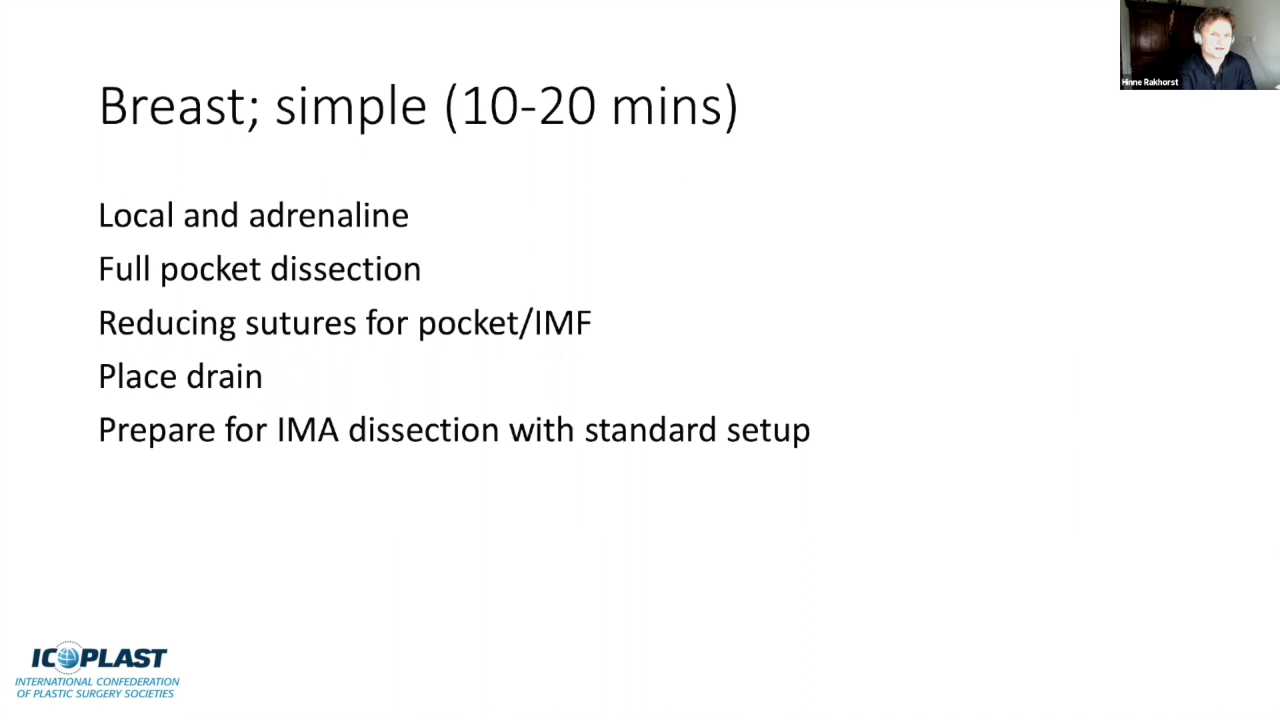 Hinne Rakhorst
Breast; simple (10-20 mins)
Local and adrenaline
Full pocket dissection
Reducing sutures for pocket/IMF
Place drain
Prepare for IMA dissection with standard setup
ICOPLAST
INTERNATIONAL CONFEDERATION
OF PLASTIC SURGERY SOCIETIES